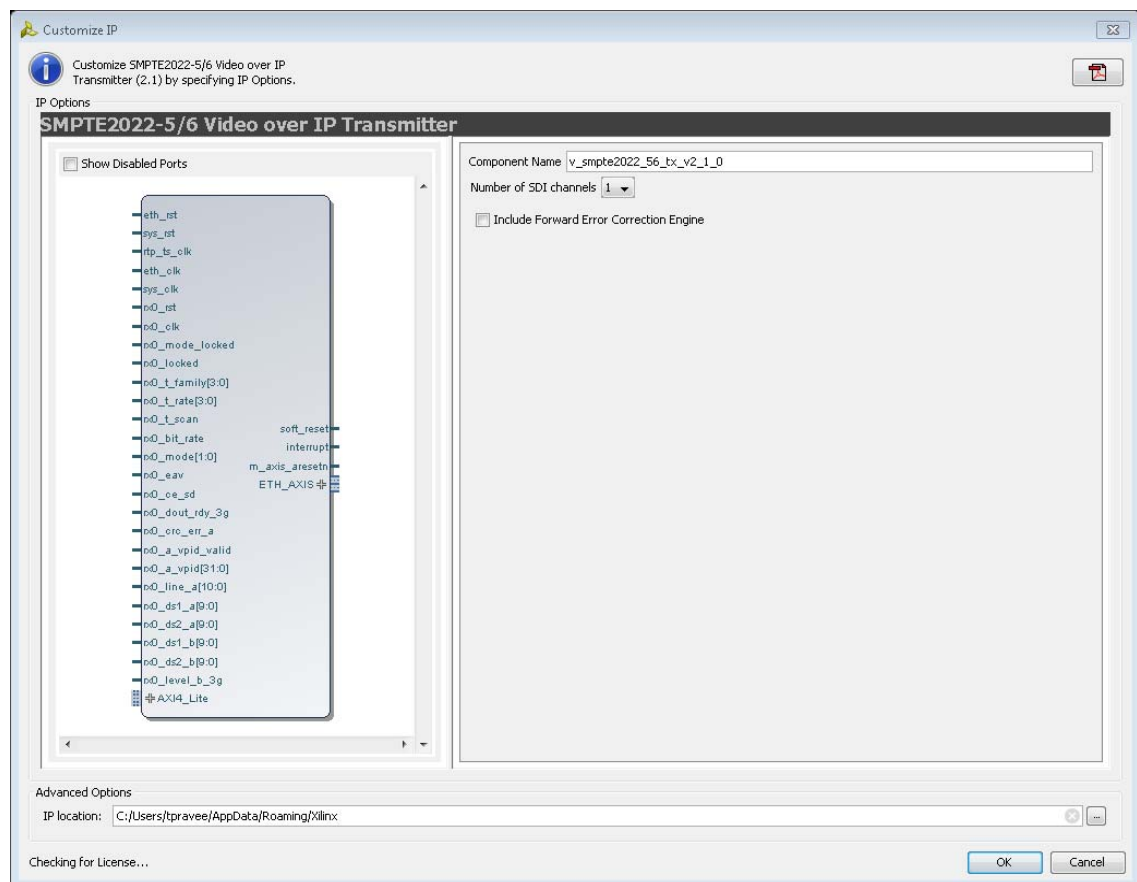 Customize IP
Customize SMPTE2022-5/6 Video over IP
Transmitter (2.1) by specifying IP Options.
IP Options
SMPTE2022-5/6 Video over IP Transmitter
Show Disabled Ports
eth_rst
sys_rst
rtp_ts_clk
eth_clk
sys_clk
rx0_rst
rx0_clk
rx0_mode_locked
rx0_locked
rx0_t_family[3:0]
rx0_t_rate[3:0]
rx0_t_scan
rx0_bit_rate
rx0_mode[1:0]
rx0_eav
rx0_ce_sd
rx0_dout_rdy_3g
rx0_crc_err_a
rx0_a_vpid_valid
rx0_a_vpid[31:0]
rx0_line_a[10:0]
rx0_ds1_a[9:0]
rx0_ds2_a[9:0]
rx0_ds1_b[9:0]
rx0_ds2_b[9:0]
rx0_level_b_3g
AXI4_Lite
soft_reset
interrupt
m_axis_aresetn
ETH_AXIS
Component Name v_smpte2022_56_tx_v2_1_0
Number of SDI channels 1
Include Forward Error Correction Engine
Advanced Options
IP location: C:/Users/tpravee/AppData/Roaming/Xilinx
...
Checking for License...
OK
Cancel